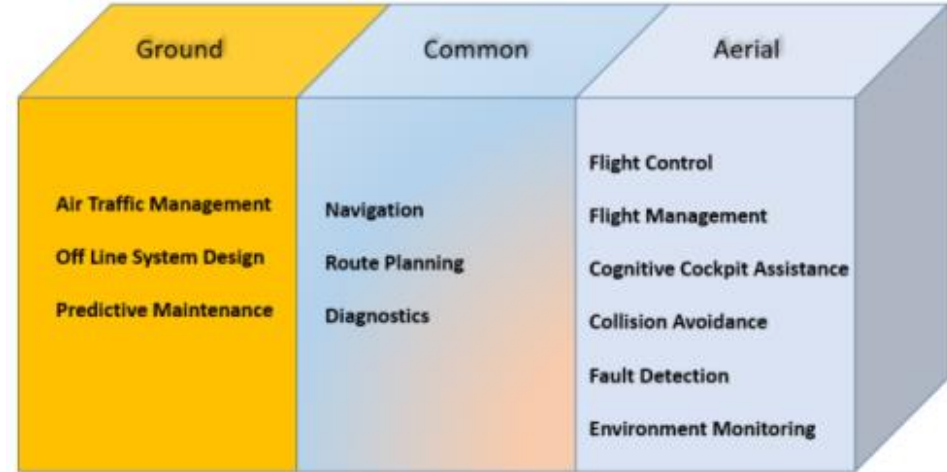 Ground
Common
Aerial
Air Traffic Management
Off Line System Design
Predictive Maintenance
Navigation
Route Planning
Diagnostics
Flight Control
Flight Management
Cognitive Cockpit Assistance
Collision Avoidance
Fault Detection
Environment Monitoring